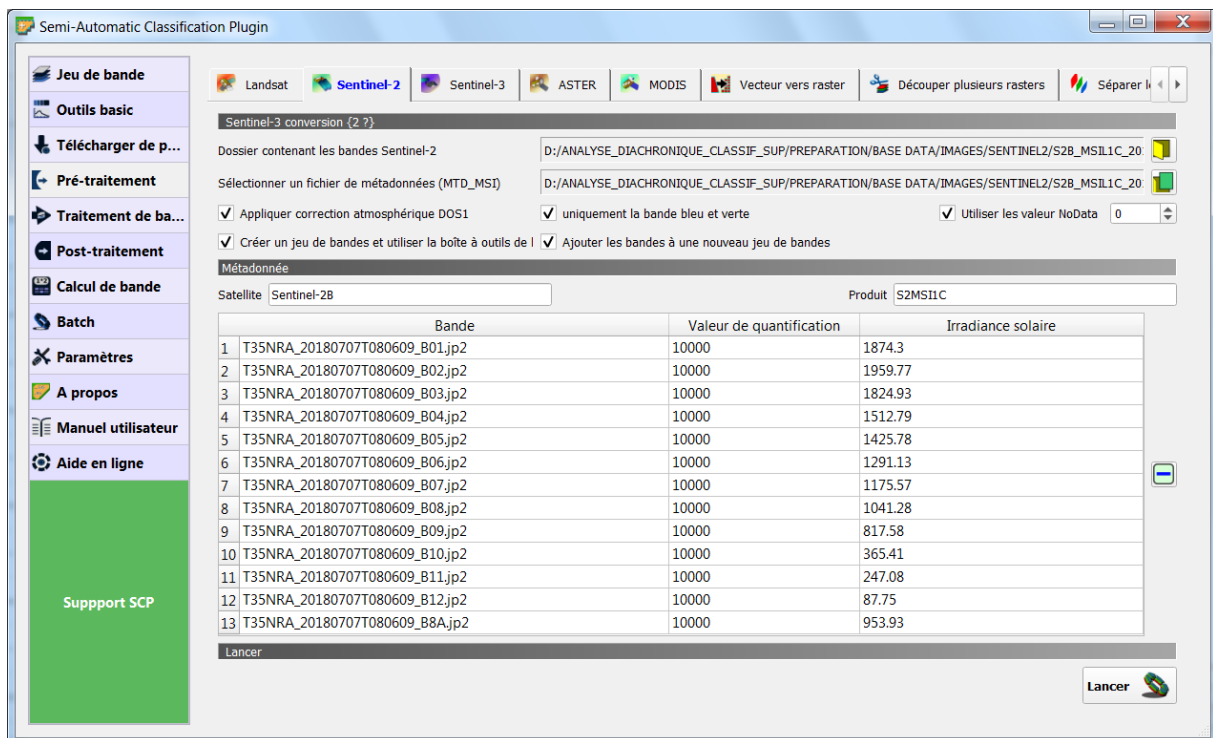 Semi-Automatic Classification Plugin
Jeu de bande
Outils basic
Télécharger de p...
Pré-traitement
Traitement de ba...
Post-traitement
Calcul de bande
Batch
Paramètres
A propos
Manuel utilisateur
Aide en ligne
Suppport SCP
Landsat Sentinel-2 Sentinel-3 ASTER MODIS Vecteur vers raster Découper plusieurs rasters Séparer l
Sentinel-3 conversion {2 ?}
Dossier contenant les bandes Sentinel-2 D:/ANALYSE_DIACHRONIQUE_CLASSIF_SUP/PREPARATION/BASE DATA/IMAGES/SENTINEL2/S2B_MSIL1C_20
Sélectionner un fichier de métadonnées (MTD_MSI) D:/ANALYSE_DIACHRONIQUE_CLASSIF_SUP/PREPARATION/BASE DATA/IMAGES/SENTINEL2/S2B_MSIL1C_20
Appliquer correction atmosphérique DOS1 uniquement la bande bleu et verte Utiliser les valeur NoData 0
Créer un jeu de bandes et utiliser la boîte à outils de l Ajouter les bandes à une nouveau jeu de bandes
Métadonnée
Satellite Sentinel-2B Produit S2MSI1C
Bande Valeur de quantification Irradiance solaire
1 T35NRA_20180707T080609_B01.jp2 10000 1874.3
2 T35NRA_20180707T080609_B02.jp2 10000 1959.77
3 T35NRA_20180707T080609_B03.jp2 10000 1824.93
4 T35NRA_20180707T080609_B04.jp2 10000 1512.79
5 T35NRA_20180707T080609_B05.jp2 10000 1425.78
6 T35NRA_20180707T080609_B06.jp2 10000 1291.13
7 T35NRA_20180707T080609_B07.jp2 10000 1175.57
8 T35NRA_20180707T080609_B08.jp2 10000 1041.28
9 T35NRA_20180707T080609_B09.jp2 10000 817.58
10 T35NRA_20180707T080609_B10.jp2 10000 365.41
11 T35NRA_20180707T080609_B11.jp2 10000 247.08
12 T35NRA_20180707T080609_B12.jp2 10000 87.75
13 T35NRA_20180707T080609_B8A.jp2 10000 953.93
Lancer
Lancer